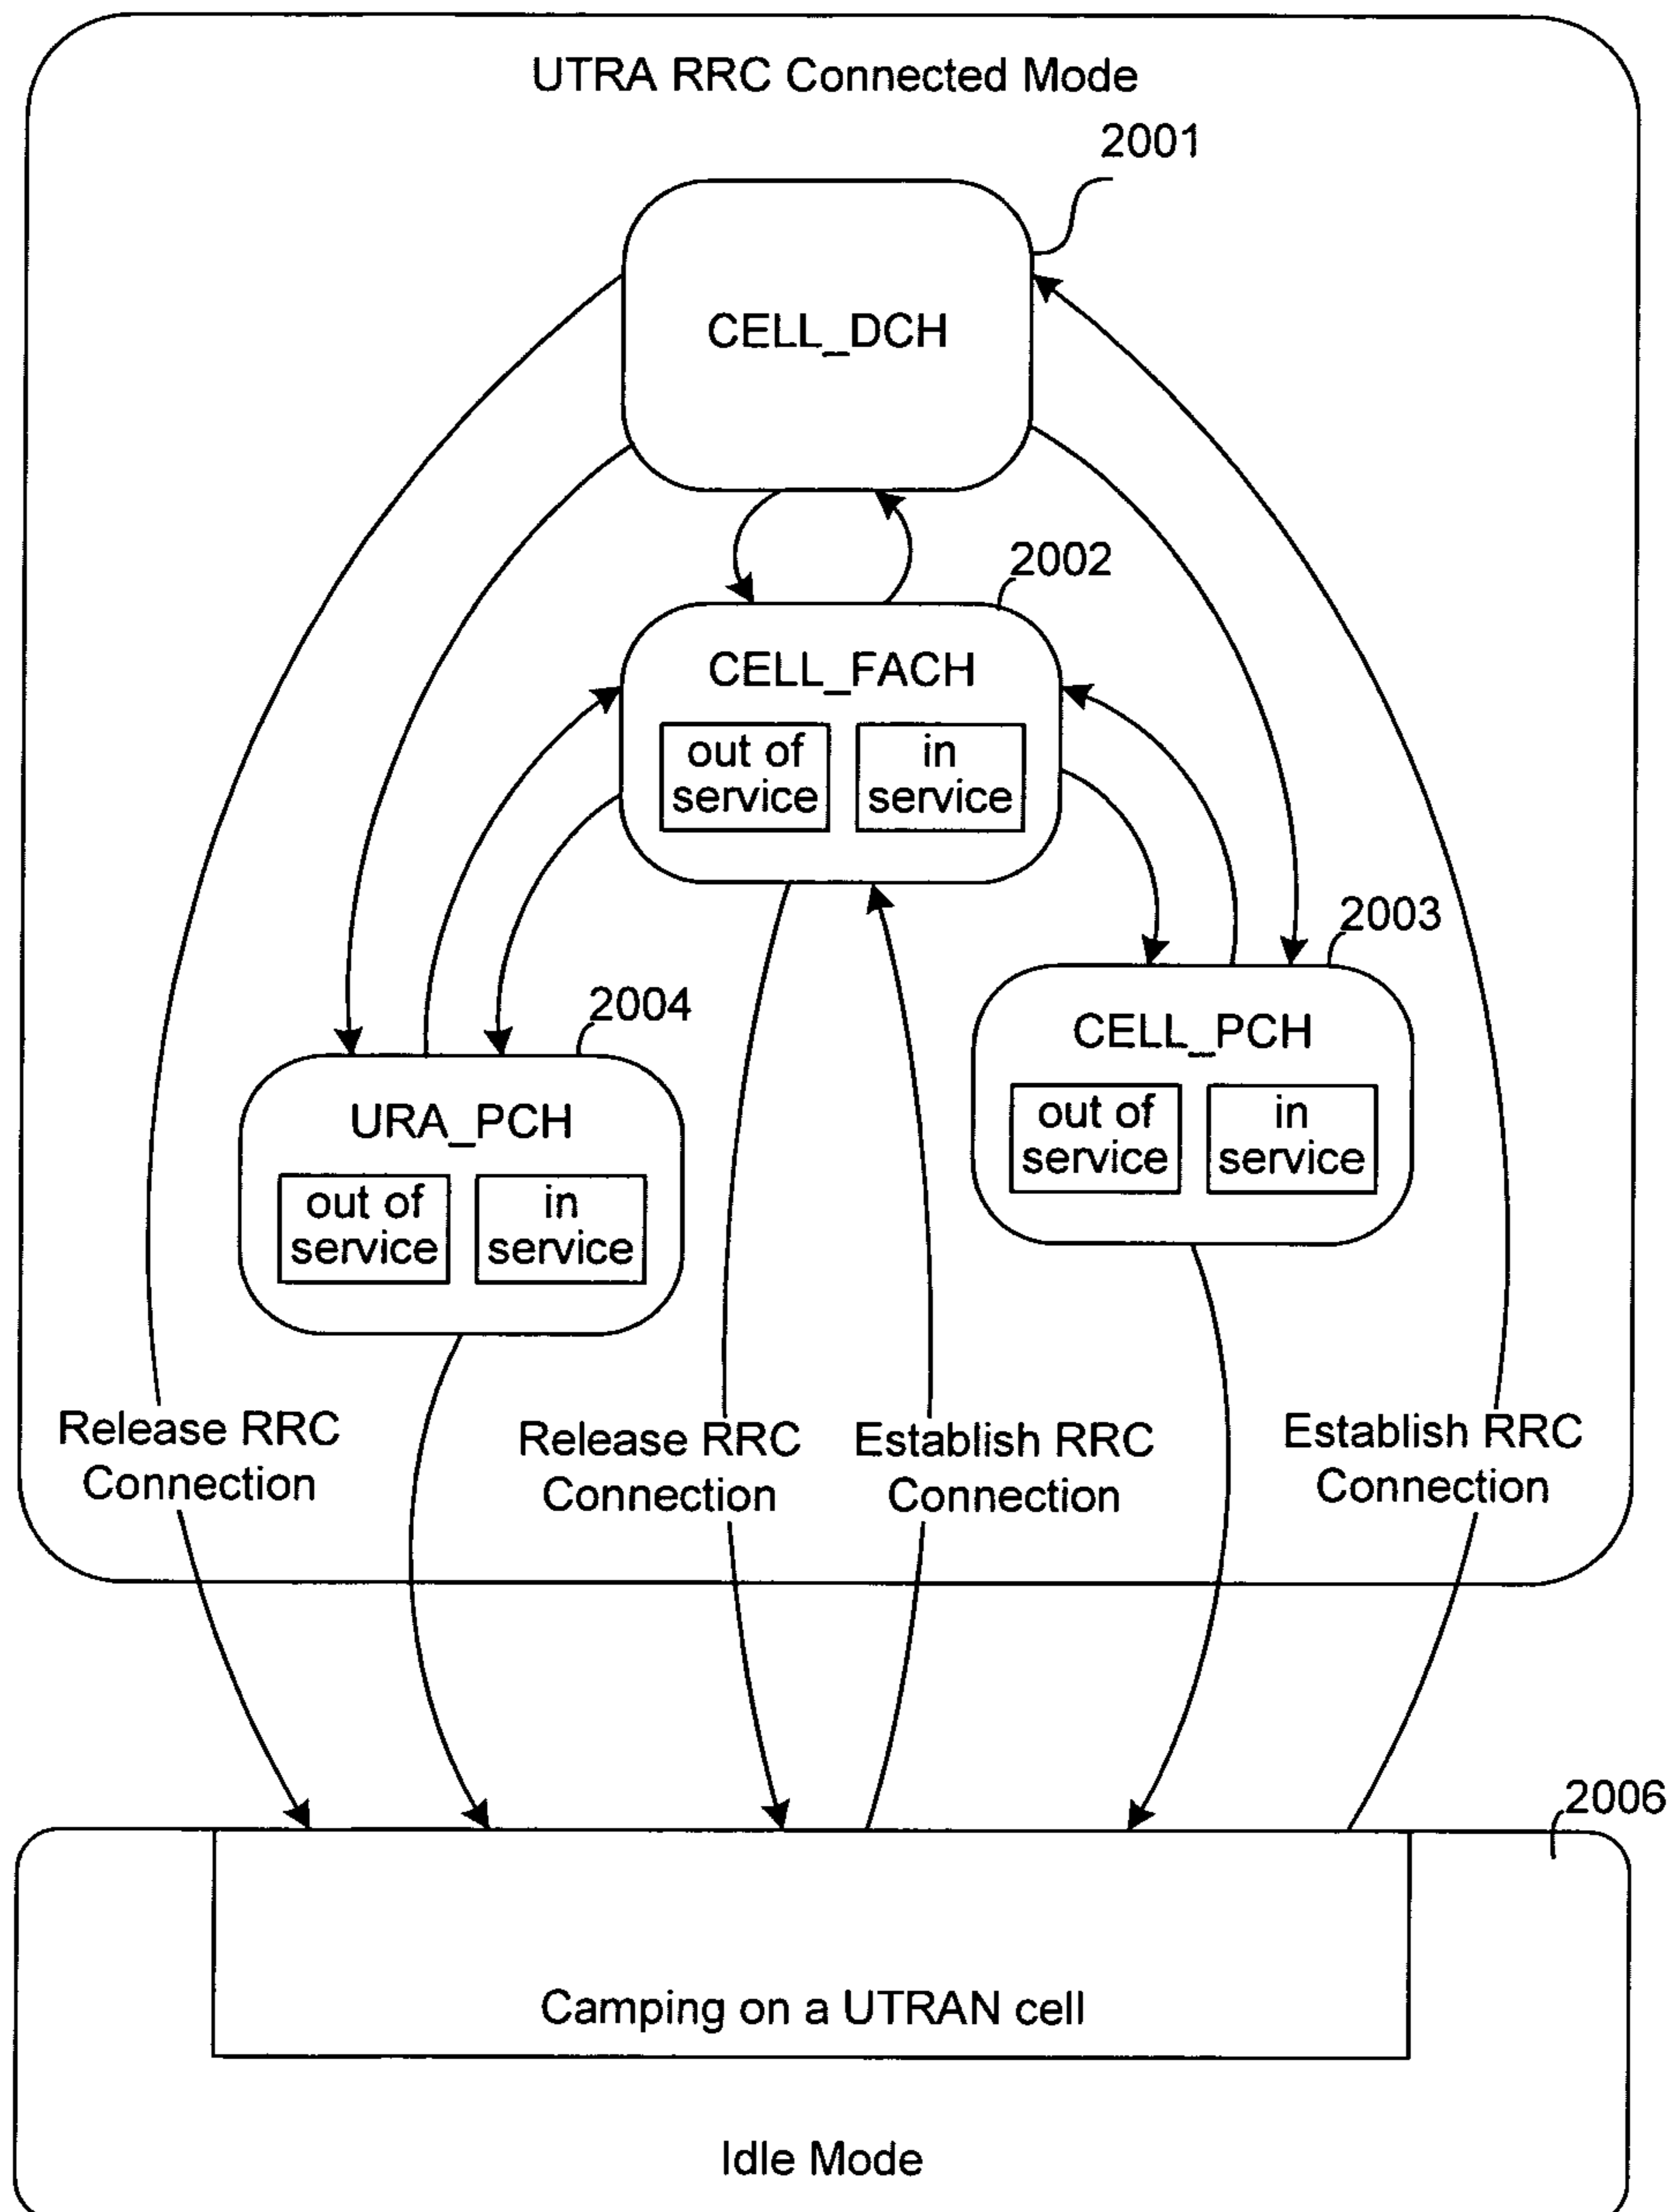 UTRA RRC Connected Mode
2001
CELL_DCH
2002
CELL_FACH
out of
service
in
service
2003
CELL_PCH
out of
service
in
service
2004
URA_PCH
out of
service
in
service
Release RRC
Connection
Release RRC
Connection
Establish RRC
Connection
Establish RRC
Connection
2006
Camping on a UTRAN cell
Idle Mode